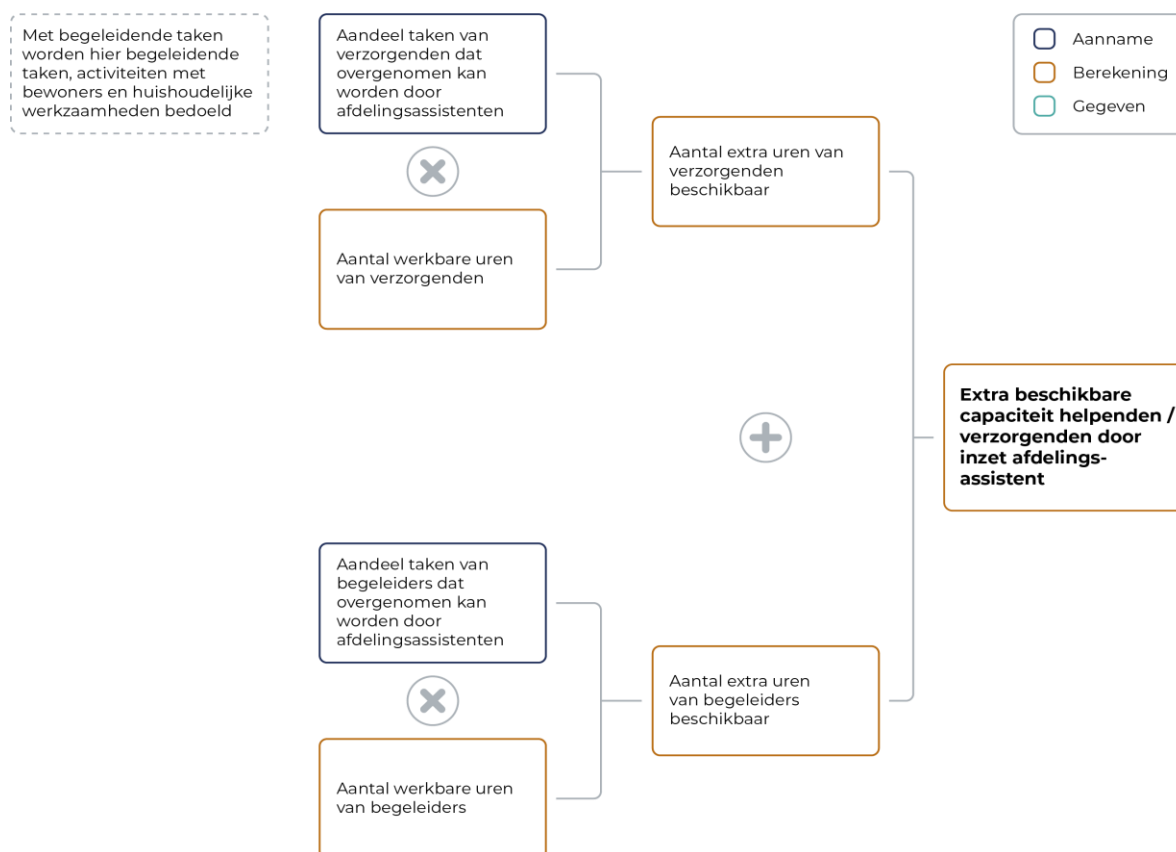 Met begeleidende taken
worden hier begeleidende
taken, activiteiten met
bewoners en huishoudelijke
werkzaamheden bedoeld
Aandeel taken van
verzorgenden dat
overgenomen kan
worden door
afdelingsassistenten
Aantal werkbare uren
van verzorgenden
Aantal extra uren van
verzorgenden
beschikbaar
Aanname
Berekening
Gegeven
Extra beschikbare
capaciteit helpenden /
verzorgenden door
inzet afdelings-
assistent
Aandeel taken van
begeleiders dat
overgenomen kan
worden door
afdelingsassistenten
Aantal werkbare uren
van begeleiders
Aantal extra uren
van begeleiders
beschikbaar